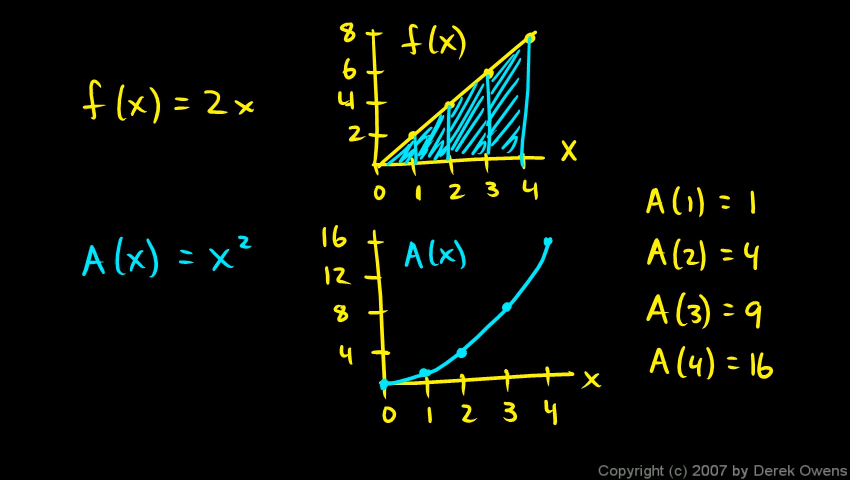 f(x) = 2x
f(x)
8
6
4
2
0 1 2 3 4
x
A(x) = x²
A(x)
16
12
8
4
0 1 2 3 4
x
A(1) = 1
A(2) = 4
A(3) = 9
A(4) = 16
Copyright (c) 2007 by Derek Owens